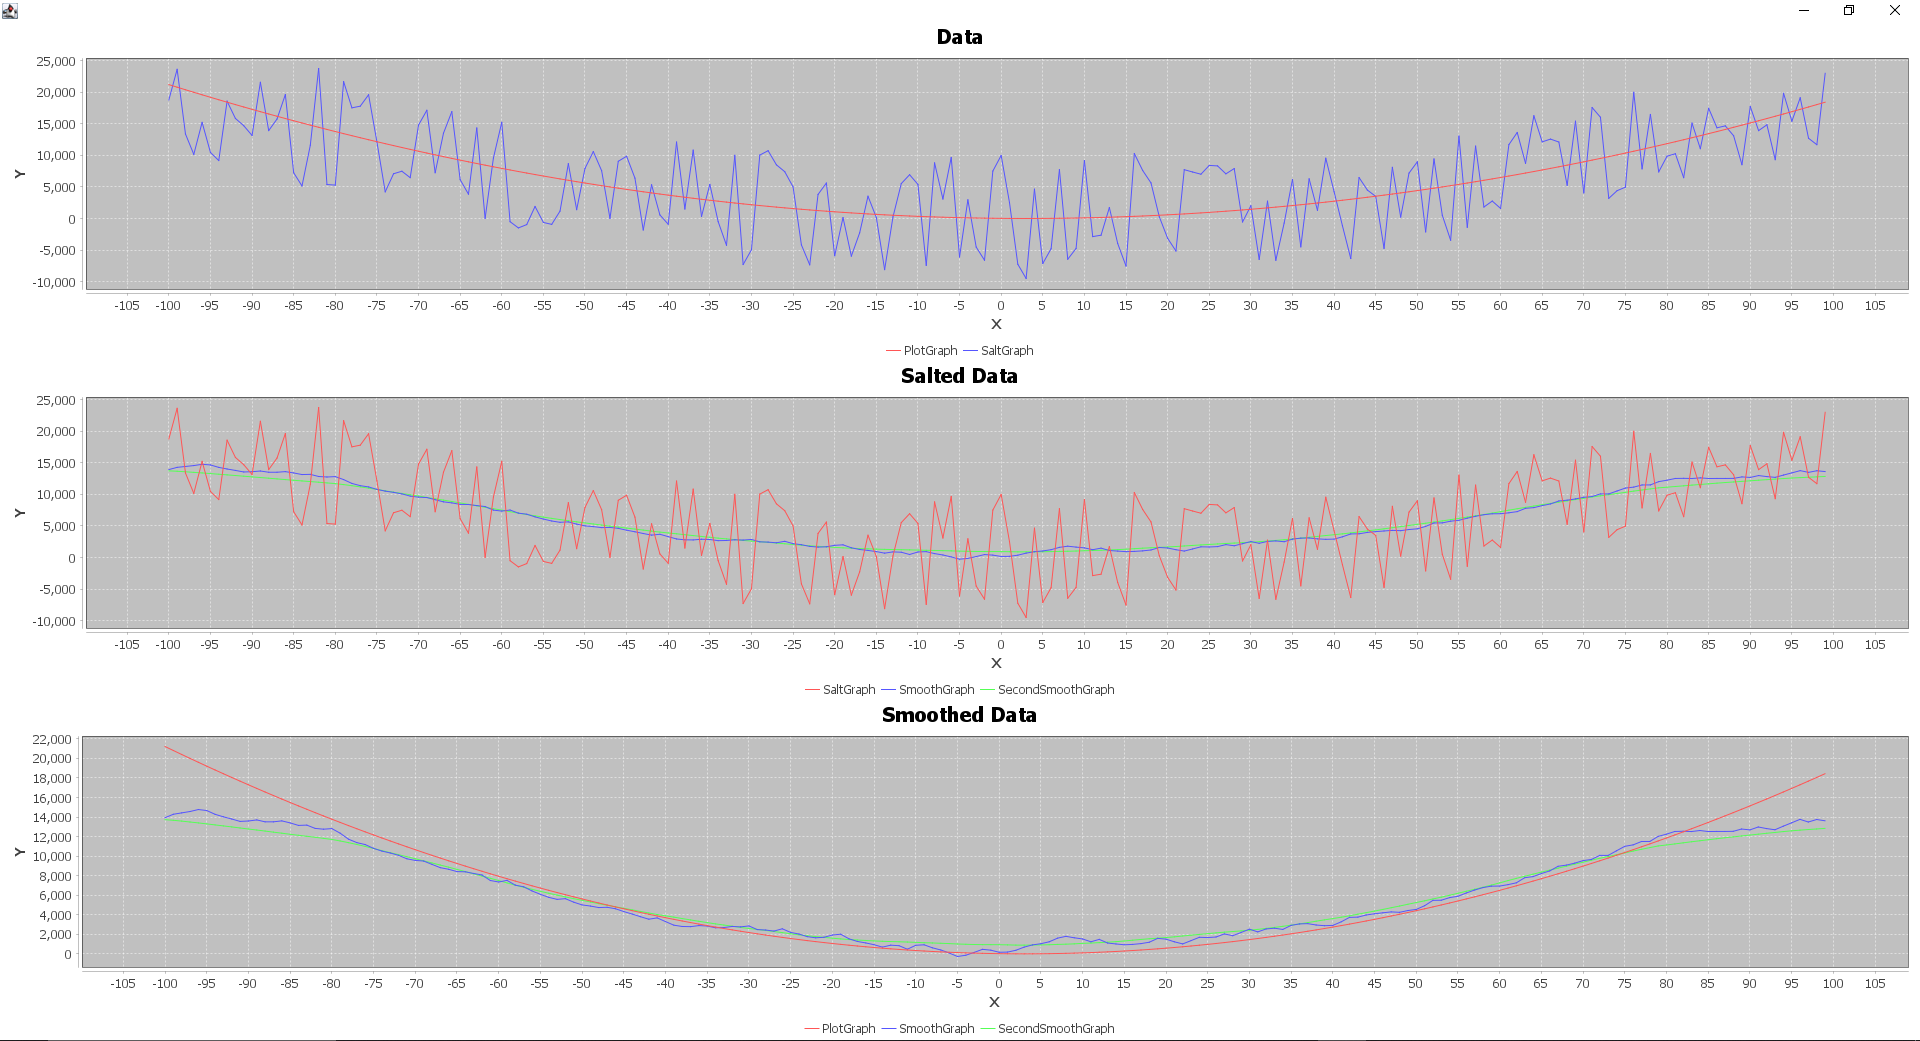 Data
25,000
20,000
15,000
10,000
5,000
0
-5,000
-10,000
Y
-105 -100 -95 -90 -85 -80 -75 -70 -65 -60 -55 -50 -45 -40 -35 -30 -25 -20 -15 -10 -5 0 5 10 15 20 25 30 35 40 45 50 55 60 65 70 75 80 85 90 95 100 105
X
PlotGraph SaltGraph
Salted Data
25,000
20,000
15,000
10,000
5,000
0
-5,000
-10,000
Y
-105 -100 -95 -90 -85 -80 -75 -70 -65 -60 -55 -50 -45 -40 -35 -30 -25 -20 -15 -10 -5 0 5 10 15 20 25 30 35 40 45 50 55 60 65 70 75 80 85 90 95 100 105
X
SaltGraph SmoothGraph SecondSmoothGraph
Smoothed Data
22,000
20,000
18,000
16,000
14,000
12,000
10,000
8,000
6,000
4,000
2,000
0
Y
-105 -100 -95 -90 -85 -80 -75 -70 -65 -60 -55 -50 -45 -40 -35 -30 -25 -20 -15 -10 -5 0 5 10 15 20 25 30 35 40 45 50 55 60 65 70 75 80 85 90 95 100 105
X
PlotGraph SmoothGraph SecondSmoothGraph